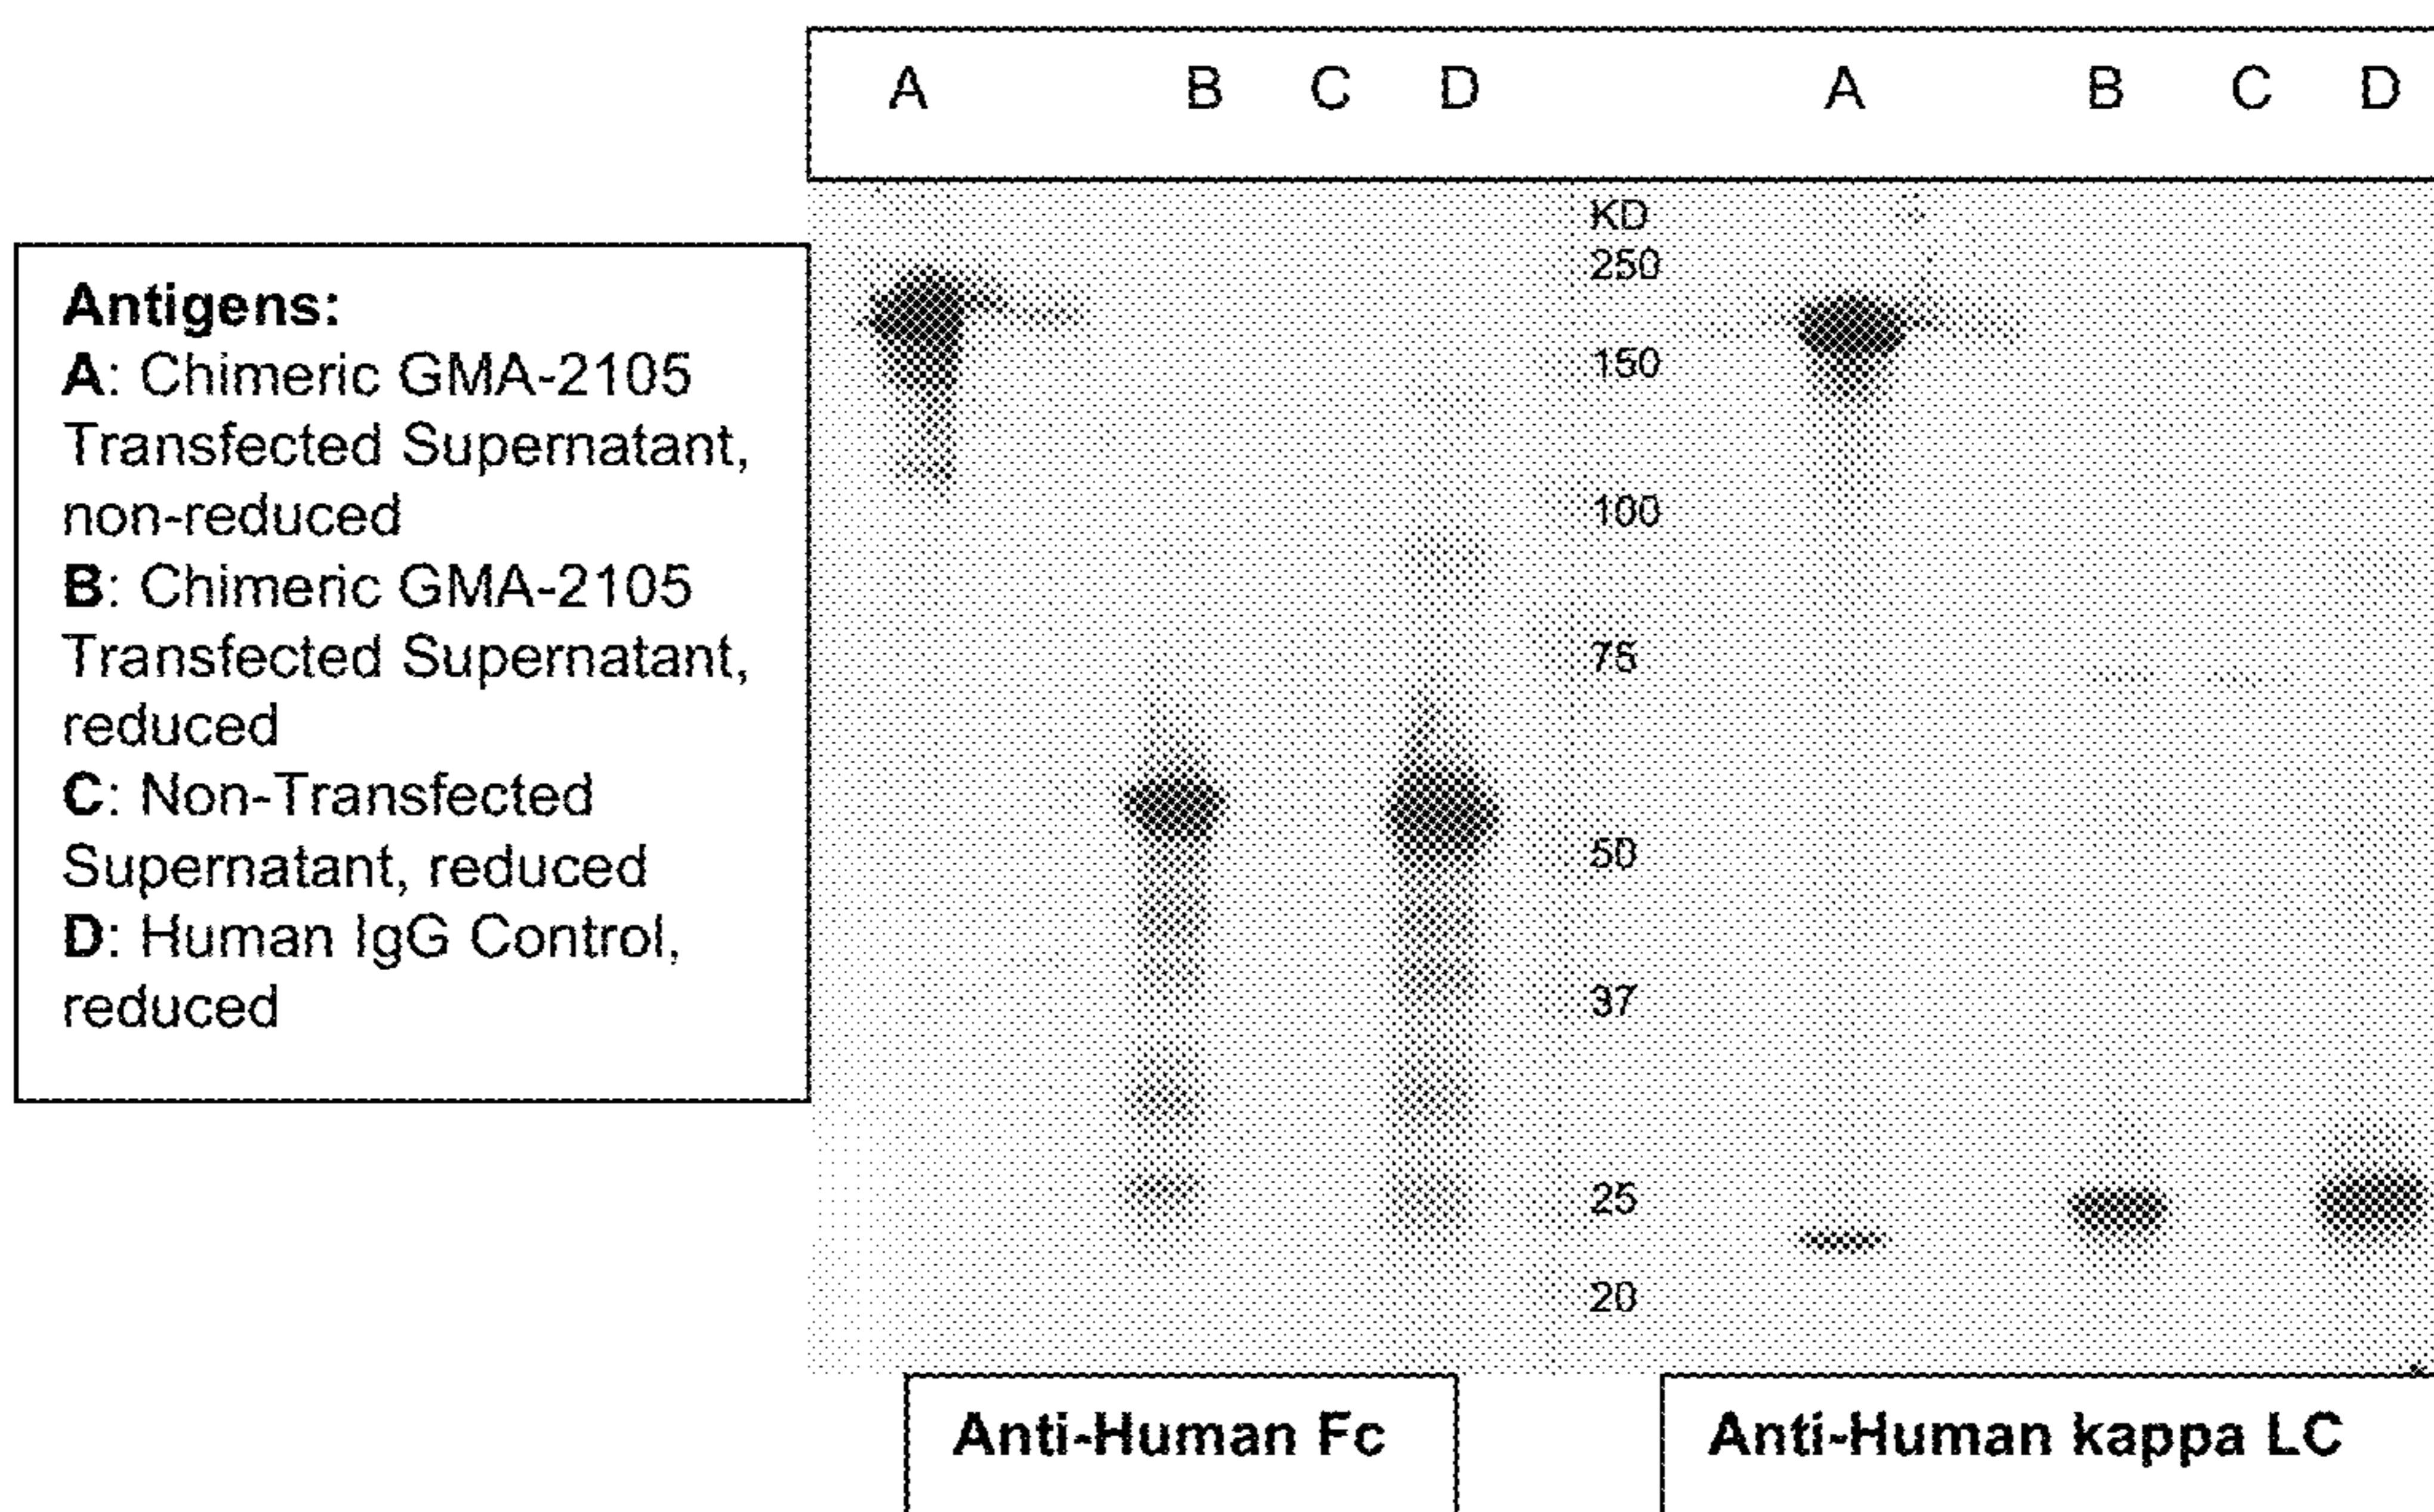 A B C D A B C D
Antigens:
A: Chimeric GMA-2105
Transfected Supernatant,
non-reduced
B: Chimeric GMA-2105
Transfected Supernatant,
reduced
C: Non-Transfected
Supernatant, reduced
D: Human IgG Control,
reduced
KD
250
150
100
75
50
37
25
20
Anti-Human Fc
Anti-Human kappa LC